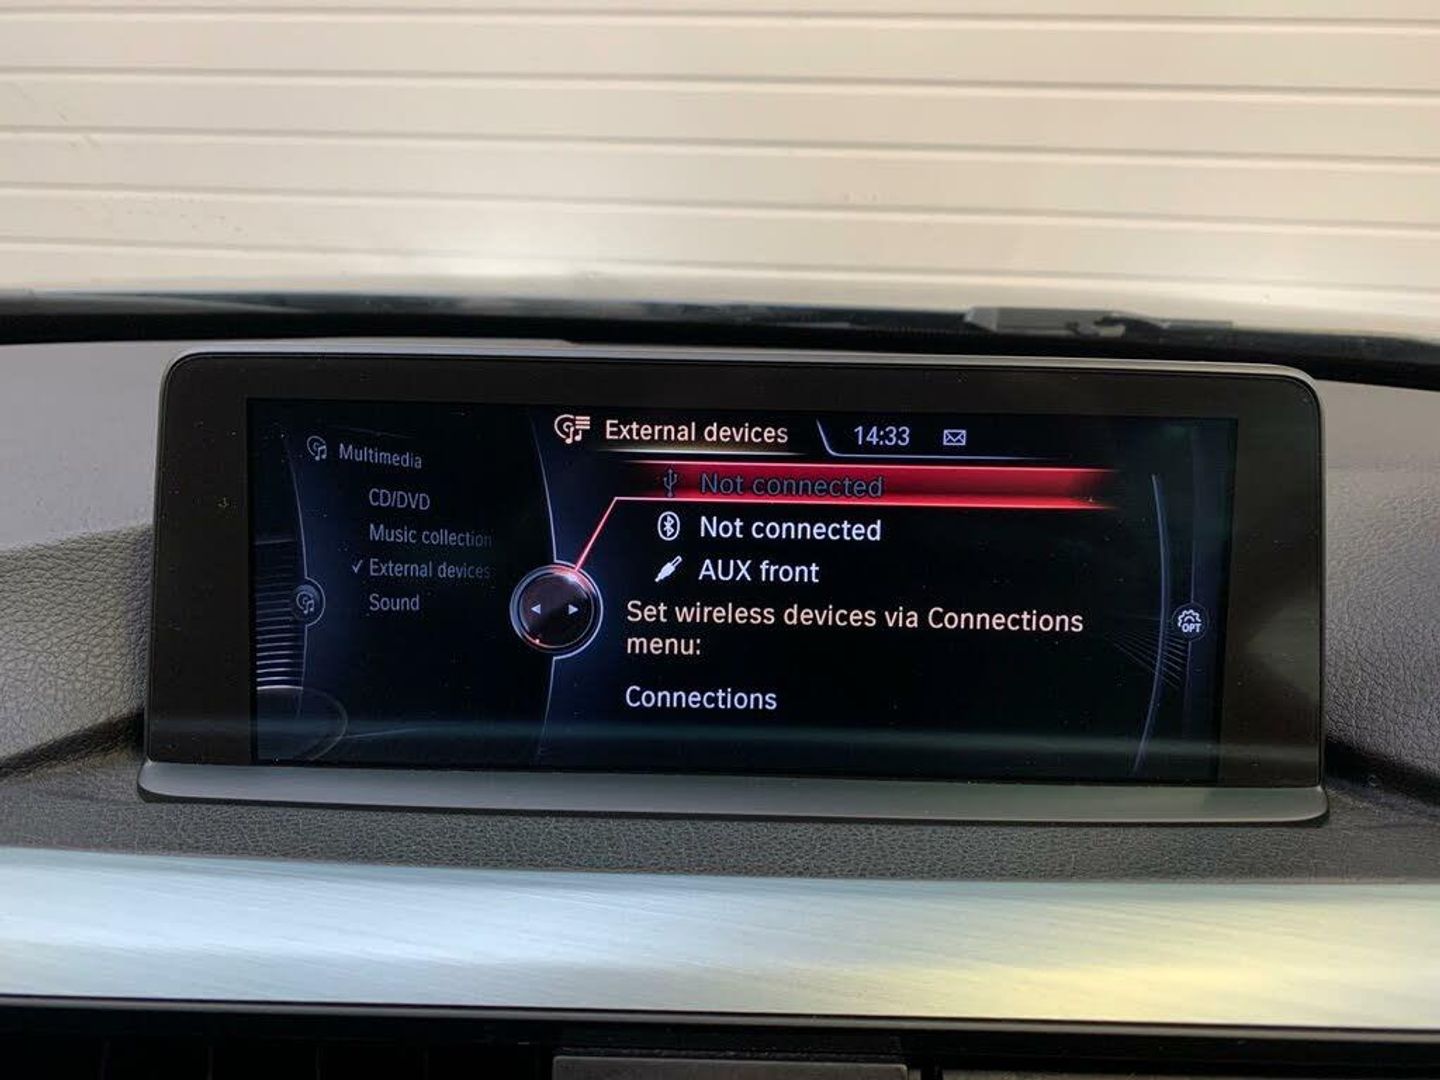 External devices
14:33
Multimedia
CD/DVD
Music collection
External devices
Sound
Not connected
Not connected
AUX front
Set wireless devices via Connections
menu:
Connections
OPT